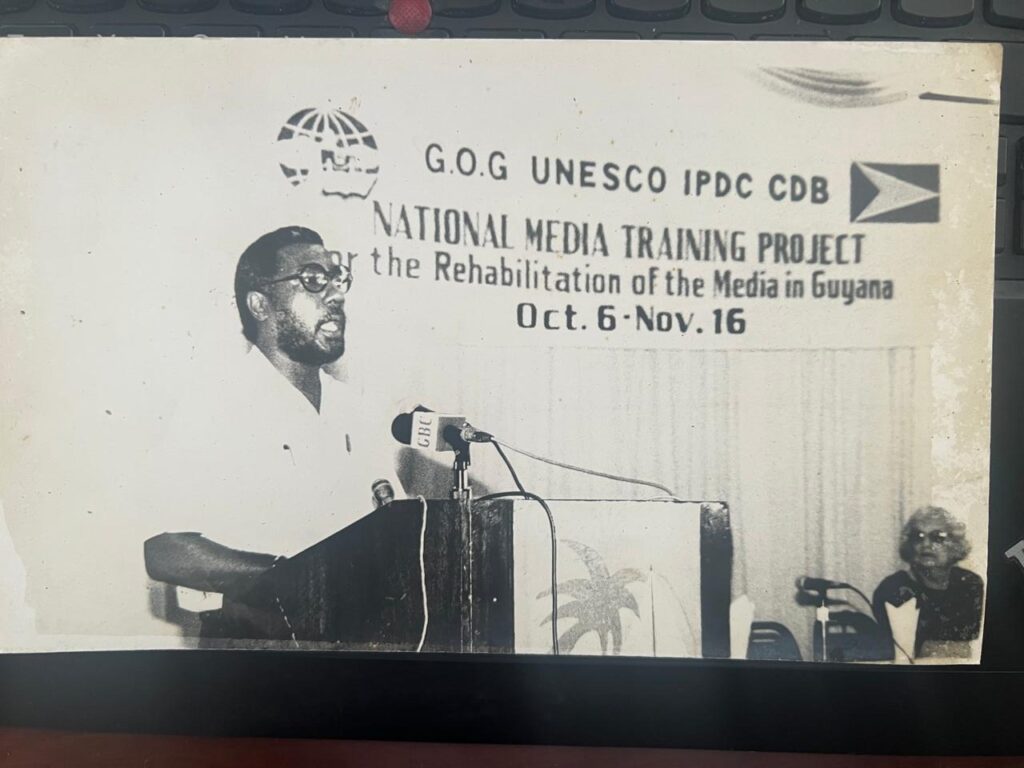 G.O.G UNESCO IPDC CDB
NATIONAL MEDIA TRAINING PROJECT
the Rehabilitation of the Media in Guyana
Oct. 6-Nov. 16
GBC